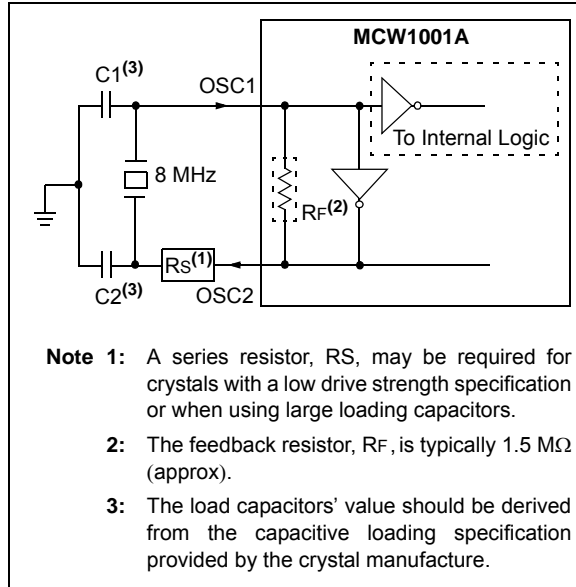 MCW1001A
C1(3)
OSC1
To Internal Logic
8 MHz
RF(2)
RS(1)
C2(3)
OSC2
Note 1: A series resistor, RS, may be required for
crystals with a low drive strength specification
or when using large loading capacitors.
2: The feedback resistor, RF, is typically 1.5 MΩ
(approx).
3: The load capacitors' value should be derived
from the capacitive loading specification
provided by the crystal manufacture.